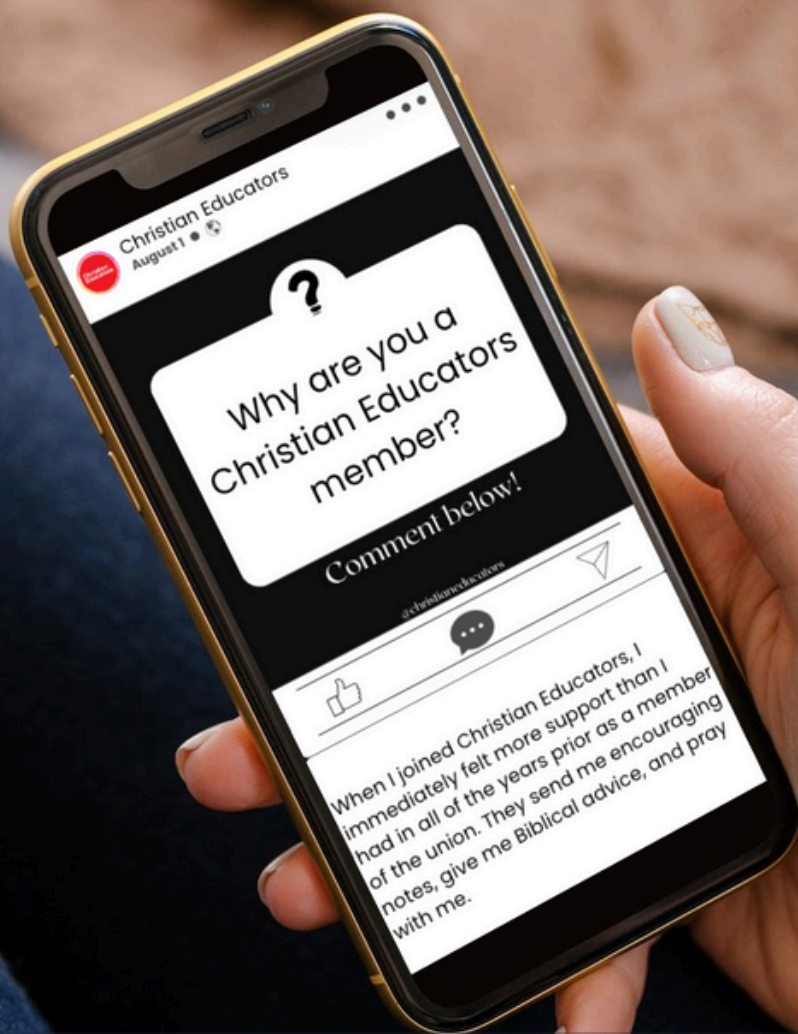 Christian Educators
August 1
Christian
Educators
?
Why are you a
Christian Educators
member?
Comment below!
@christianeducators
When I joined Christian Educators, I
immediately felt more support than I
had in all of the years prior as a member
of the union. They send me encouraging
notes, give me Biblical advice, and pray
with me.